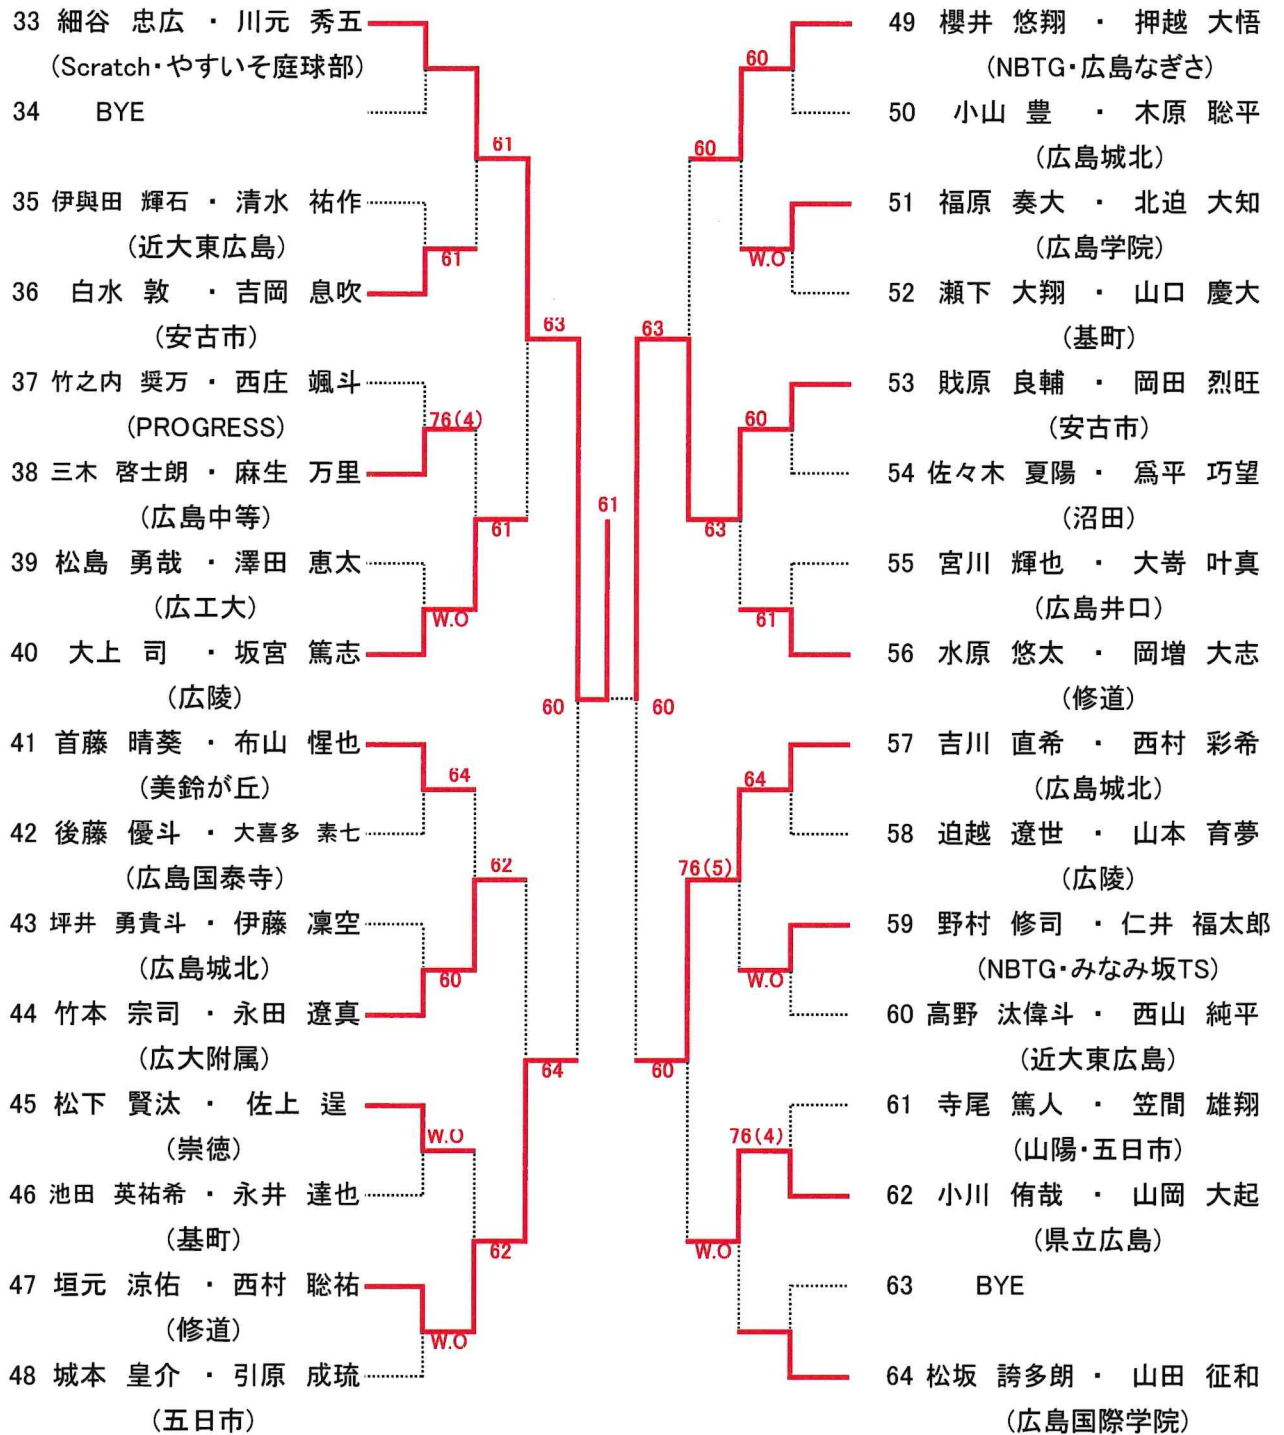 33 細谷 忠広 ・ 川元 秀五
(Scratch・やすいそ庭球部)
34 BYE
61
35 伊與田 輝石 ・ 清水 祐作
(近大東広島)
61
36 白水 敦 ・ 吉岡 息吹
(安古市)
63
37 竹之内 奨万 ・ 西庄 颯斗
(PROGRESS)
76(4)
38 三木 啓士朗 ・ 麻生 万里
(広島中等)
61
39 松島 勇哉 ・ 澤田 恵太
(広工大)
W.O
40 大上 司 ・ 坂宮 篤志
(広陵)
60
41 首藤 晴葵 ・ 布山 惺也
(美鈴が丘)
64
42 後藤 優斗 ・ 大喜多 素七
(広島国泰寺)
62
43 坪井 勇貴斗 ・ 伊藤 凜空
(広島城北)
60
44 竹本 宗司 ・ 永田 遼真
(広大附属)
64
45 松下 賢汰 ・ 佐上 逞
(崇徳)
W.O
46 池田 英祐希 ・ 永井 達也
(基町)
62
47 垣元 涼佑 ・ 西村 聡祐
(修道)
W.O
48 城本 皇介 ・ 引原 成琉
(五日市)
61
49 櫻井 悠翔 ・ 押越 大悟
(NBTG・広島なぎさ)
60
50 小山 豊 ・ 木原 聡平
(広島城北)
60
51 福原 奏大 ・ 北迫 大知
(広島学院)
W.O
52 瀬下 大翔 ・ 山口 慶大
(基町)
63
53 戝原 良輔 ・ 岡田 烈旺
(安古市)
60
54 佐々木 夏陽 ・ 爲平 巧望
(沼田)
63
55 宮川 輝也 ・ 大嵜 叶真
(広島井口)
61
56 水原 悠太 ・ 岡増 大志
(修道)
60
57 吉川 直希 ・ 西村 彩希
(広島城北)
64
58 迫越 遼世 ・ 山本 育夢
(広陵)
76(5)
59 野村 修司 ・ 仁井 福太郎
(NBTG・みなみ坂TS)
W.O
60 高野 汰偉斗 ・ 西山 純平
(近大東広島)
60
61 寺尾 篤人 ・ 笠間 雄翔
(山陽・五日市)
76(4)
62 小川 侑哉 ・ 山岡 大起
(県立広島)
W.O
63 BYE
64 松坂 誇多朗 ・ 山田 征和
(広島国際学院)